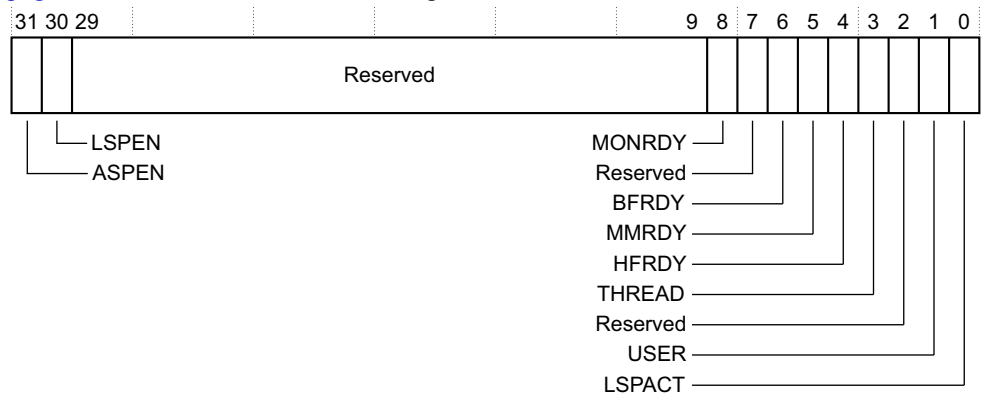 31 30 29 9 8 7 6 5 4 3 2 1 0
Reserved
LSPEN
ASPEN
MONRDY
Reserved
BFRDY
MMRDY
HFRDY
THREAD
Reserved
USER
LSPACT